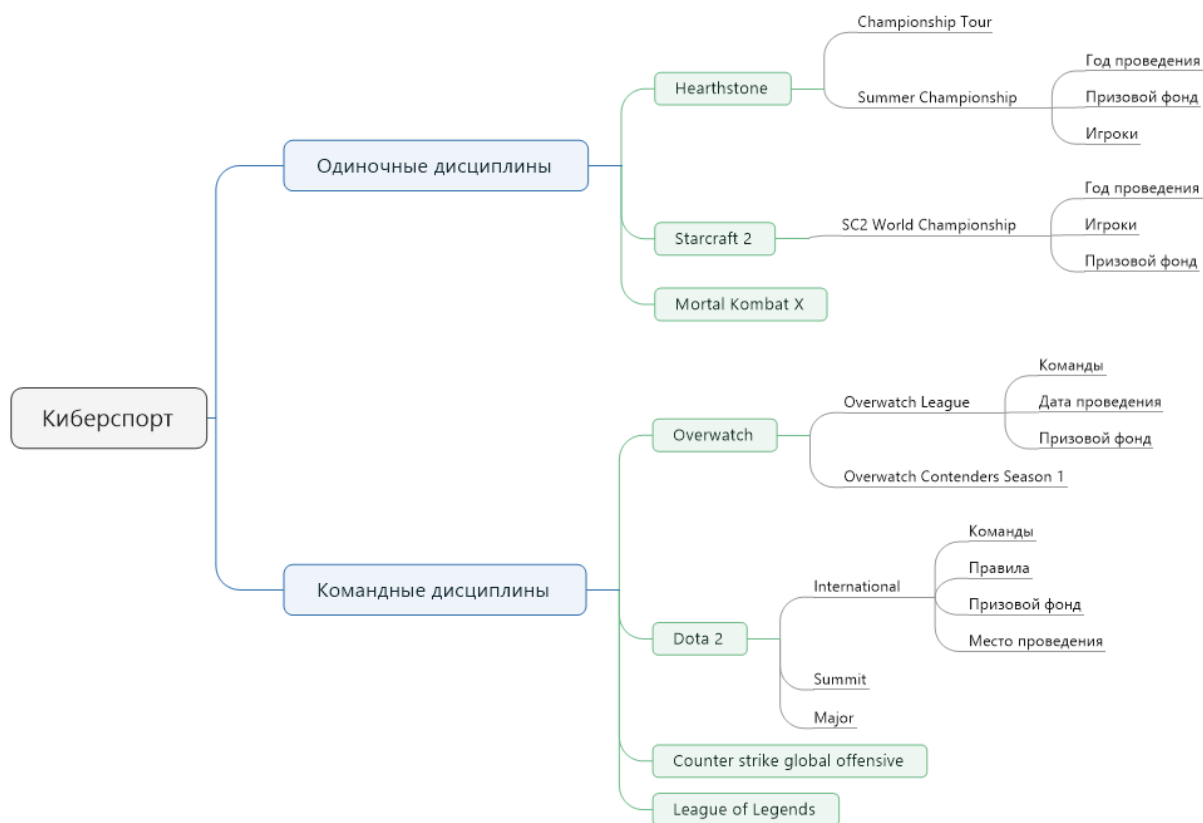 Киберспорт
Одиночные дисциплины
Hearthstone
Championship Tour
Summer Championship
Год проведения
Призовой фонд
Игроки
Starcraft 2
SC2 World Championship
Год проведения
Игроки
Призовой фонд
Mortal Kombat X
Командные дисциплины
Overwatch
Overwatch League
Команды
Дата проведения
Призовой фонд
Overwatch Contenders Season 1
Dota 2
International
Команды
Правила
Призовой фонд
Место проведения
Summit
Major
Counter strike global offensive
League of Legends